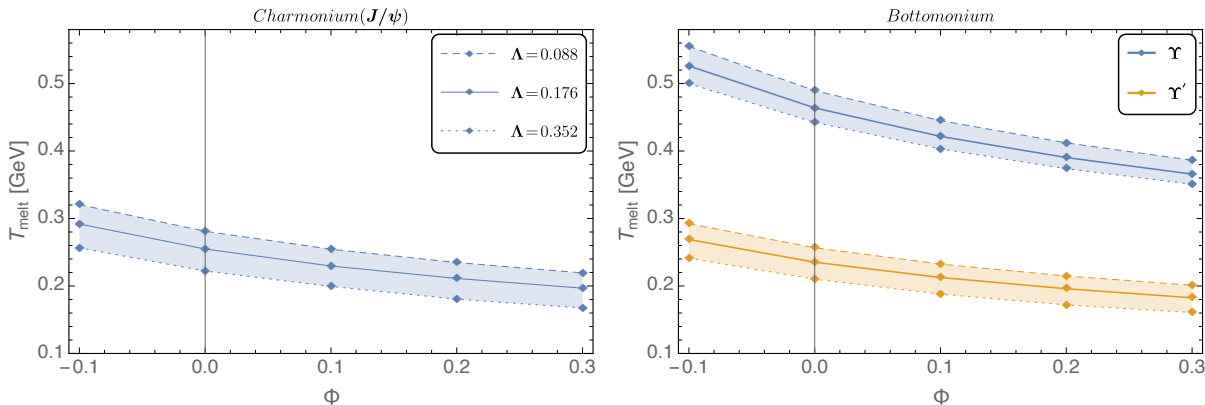 Charmonium(J/ψ)
Λ=0.088
Λ=0.176
Λ=0.352
T_melt [GeV]
0.5
0.4
0.3
0.2
0.1
−0.1 0.0 0.1 0.2 0.3
Φ
Bottomonium
ϒ
ϒ′
T_melt [GeV]
0.5
0.4
0.3
0.2
0.1
−0.1 0.0 0.1 0.2 0.3
Φ